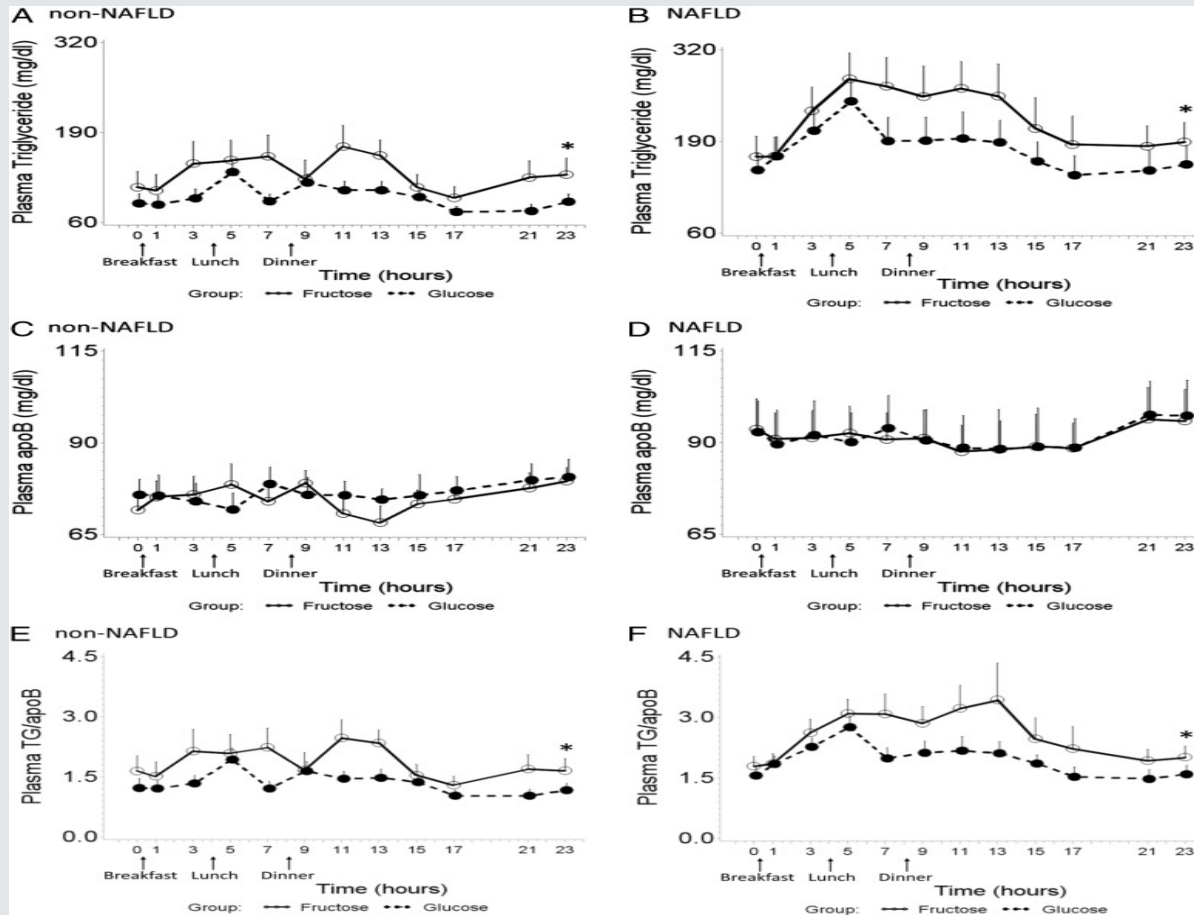 A non-NAFLD
Plasma Triglyceride (mg/dl)
320
190
60
*
0 1 3 5 7 9 11 13 15 17 21 23
↑ ↑ ↑
Breakfast Lunch Dinner
Time (hours)
Group: Fructose Glucose
B NAFLD
Plasma Triglyceride (mg/dl)
320
190
60
*
0 1 3 5 7 9 11 13 15 17 21 23
↑ ↑ ↑
Breakfast Lunch Dinner
Time (hours)
Group: Fructose Glucose
C non-NAFLD
Plasma apoB (mg/dl)
115
90
65
0 1 3 5 7 9 11 13 15 17 21 23
↑ ↑ ↑
Breakfast Lunch Dinner
Time (hours)
Group: Fructose Glucose
D NAFLD
Plasma apoB (mg/dl)
115
90
65
0 1 3 5 7 9 11 13 15 17 21 23
↑ ↑ ↑
Breakfast Lunch Dinner
Time (hours)
Group: Fructose Glucose
E non-NAFLD
Plasma TG/apoB
4.5
3.0
1.5
0.0
*
0 1 3 5 7 9 11 13 15 17 21 23
↑ ↑ ↑
Breakfast Lunch Dinner
Time (hours)
Group: Fructose Glucose
F NAFLD
Plasma TG/apoB
4.5
3.0
1.5
0.0
*
0 1 3 5 7 9 11 13 15 17 21 23
↑ ↑ ↑
Breakfast Lunch Dinner
Time (hours)
Group: Fructose Glucose